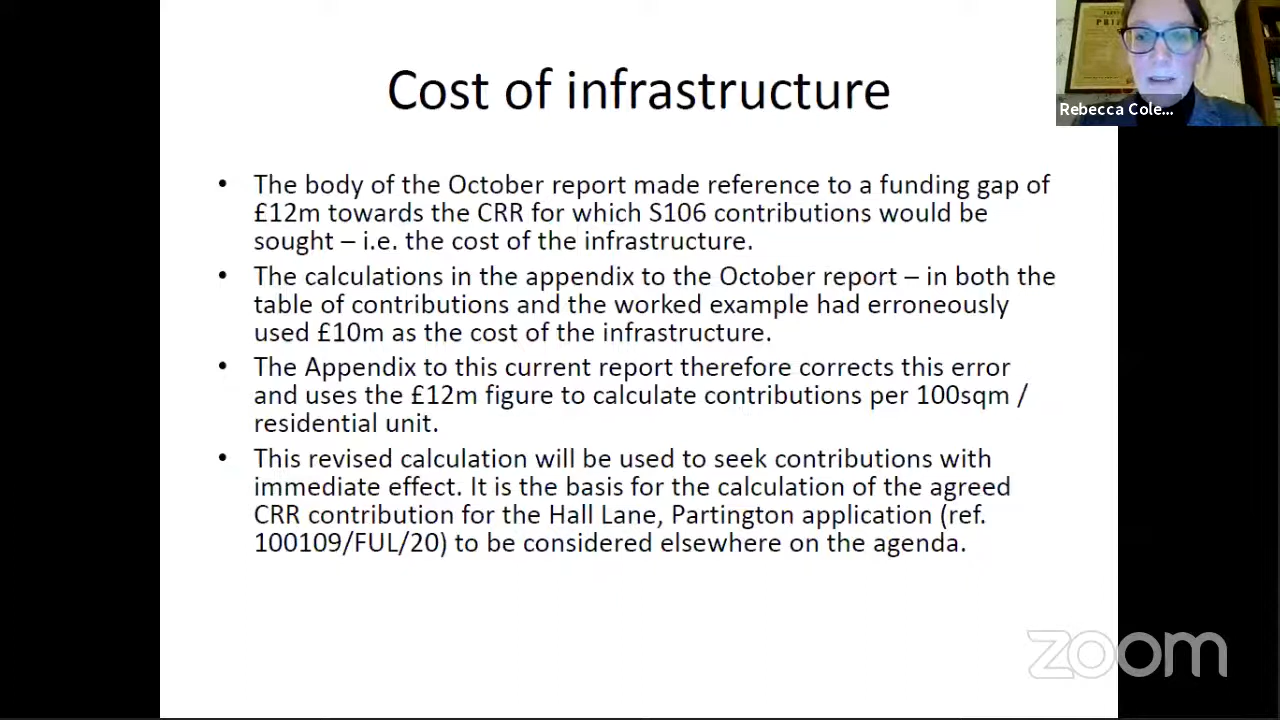 Cost of infrastructure
Rebecca Cole...
• The body of the October report made reference to a funding gap of
£12m towards the CRR for which S106 contributions would be
sought – i.e. the cost of the infrastructure.
• The calculations in the appendix to the October report – in both the
table of contributions and the worked example had erroneously
used £10m as the cost of the infrastructure.
• The Appendix to this current report therefore corrects this error
and uses the £12m figure to calculate contributions per 100sqm /
residential unit.
• This revised calculation will be used to seek contributions with
immediate effect. It is the basis for the calculation of the agreed
CRR contribution for the Hall Lane, Partington application (ref.
100109/FUL/20) to be considered elsewhere on the agenda.
zoom